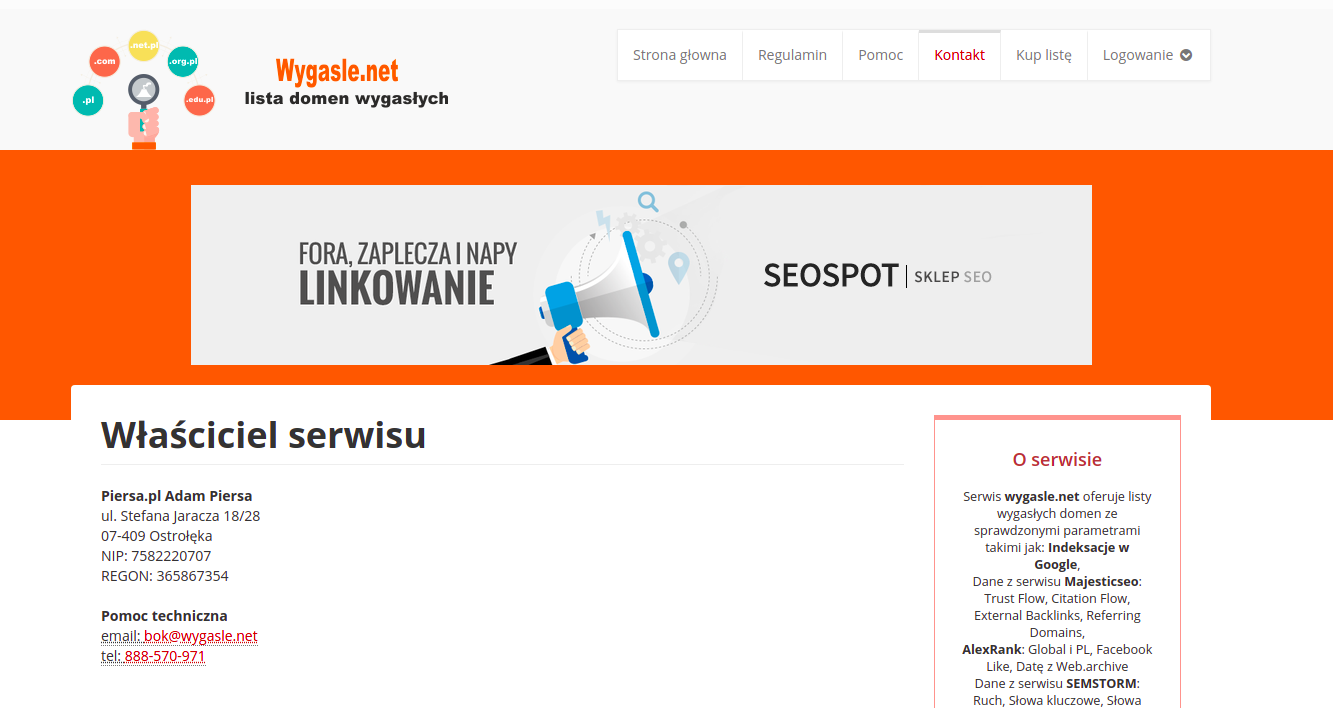 .net.pl
.com
.org.pl
.pl
.edu.pl
Wygasle.net
lista domen wygasłych
Strona głowna
Regulamin
Pomoc
Kontakt
Kup listę
Logowanie
FORA, ZAPLECZA I NAPY
LINKOWANIE
SEOSPOT | SKLEP SEO
Właściciel serwisu
Piersa.pl Adam Piersa
ul. Stefana Jaracza 18/28
07-409 Ostrołęka
NIP: 7582220707
REGON: 365867354
Pomoc techniczna
email: bok@wygasle.net
tel: 888-570-971
O serwisie
Serwis wygasle.net oferuje listy
wygasłych domen ze
sprawdzonymi parametrami
takimi jak: Indeksacje w
Google,
Dane z serwisu Majesticseo:
Trust Flow, Citation Flow,
External Backlinks, Referring
Domains,
AlexRank: Global i PL, Facebook
Like, Datę z Web.archive
Dane z serwisu SEMSTORM:
Ruch, Słowa kluczowe, Słowa